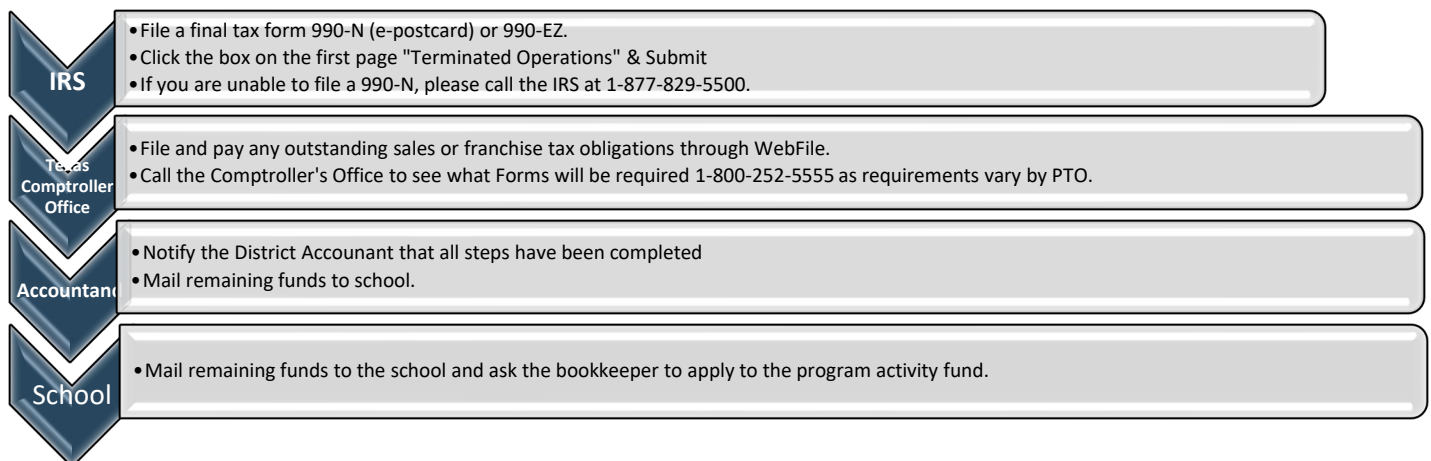 IRS
•File a final tax form 990-N (e-postcard) or 990-EZ.
•Click the box on the first page "Terminated Operations" & Submit
•If you are unable to file a 990-N, please call the IRS at 1-877-829-5500.
Texas
Comptroller
Office
•File and pay any outstanding sales or franchise tax obligations through WebFile.
•Call the Comptroller's Office to see what Forms will be required 1-800-252-5555 as requirements vary by PTO.
Accountand
•Notify the District Accounant that all steps have been completed
•Mail remaining funds to school.
School
•Mail remaining funds to the school and ask the bookkeeper to apply to the program activity fund.